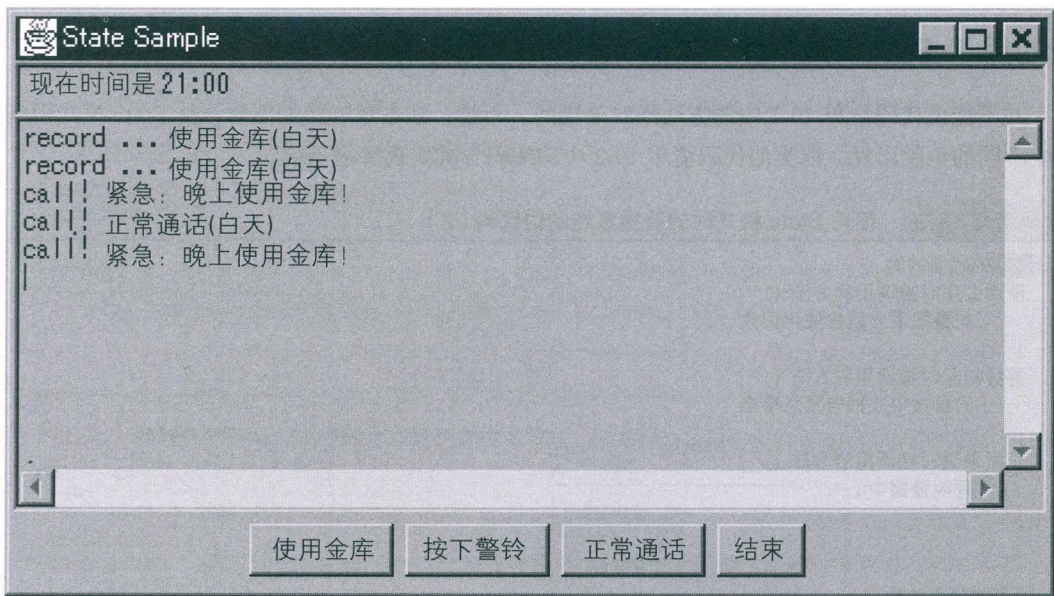 State Sample
现在时间是21:00
record ... 使用金库(白天)
record ... 使用金库(白天)
call! 紧急：晚上使用金库!
call! 正常通话(白天)
call! 紧急：晚上使用金库!
使用金库 按下警铃 正常通话 结束